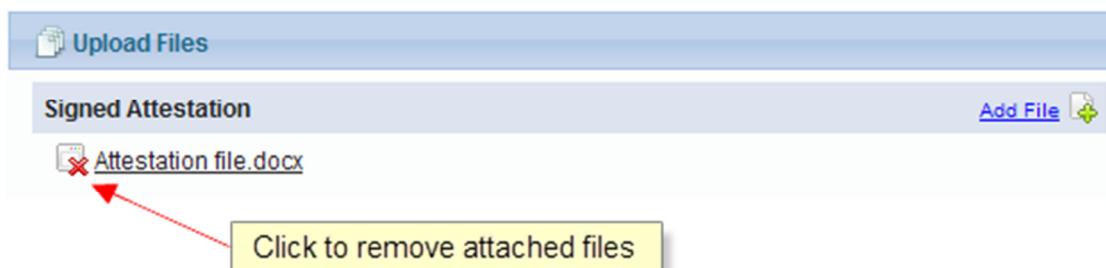 Upload Files
Signed Attestation
Add File
Attestation file.docx
Click to remove attached files